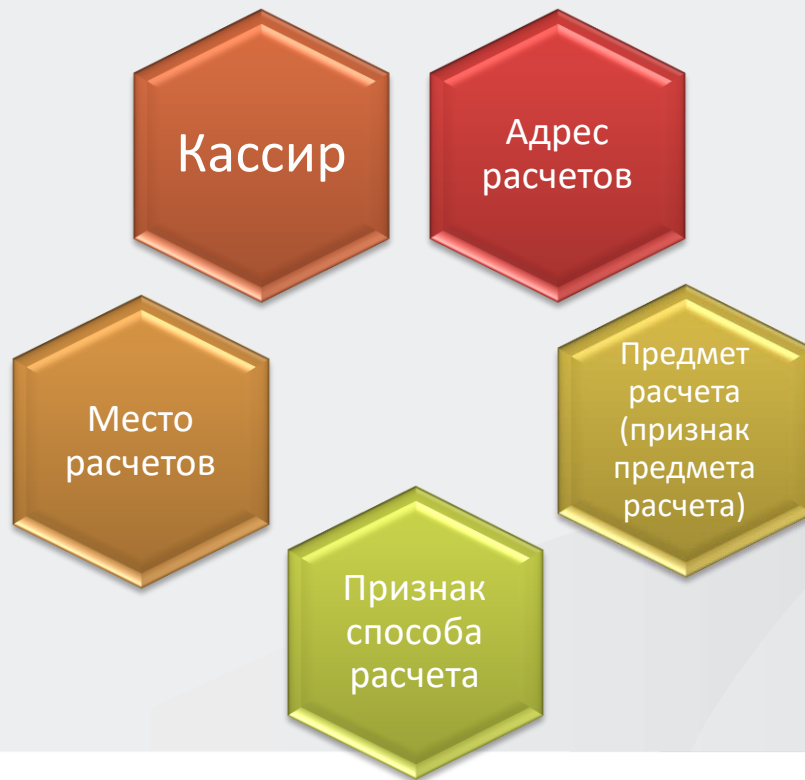 Кассир
Адрес
расчетов
Место
расчетов
Предмет
расчета
(признак
предмета
расчета)
Признак
способа
расчета